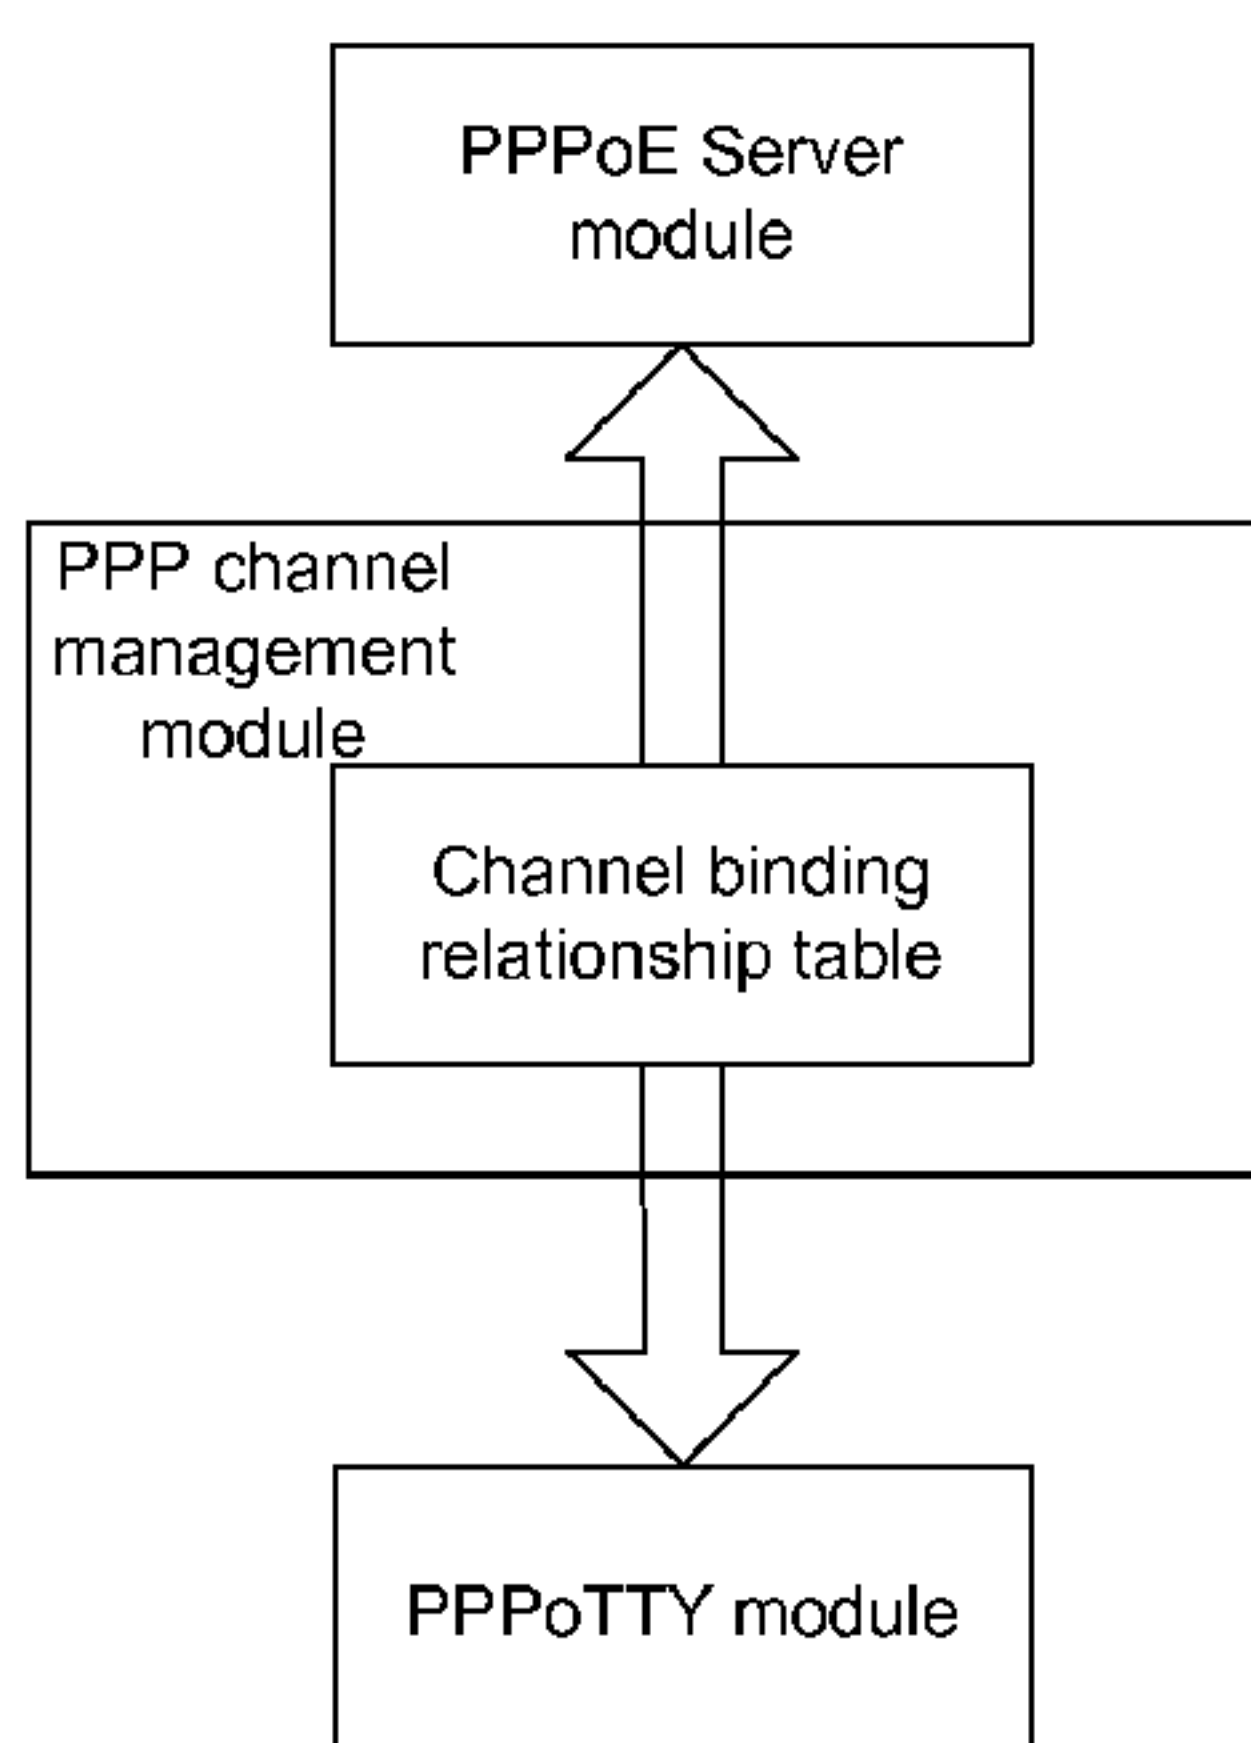 PPPoE Server
module
PPP channel
management
module
Channel binding
relationship table
PPPoTTY module